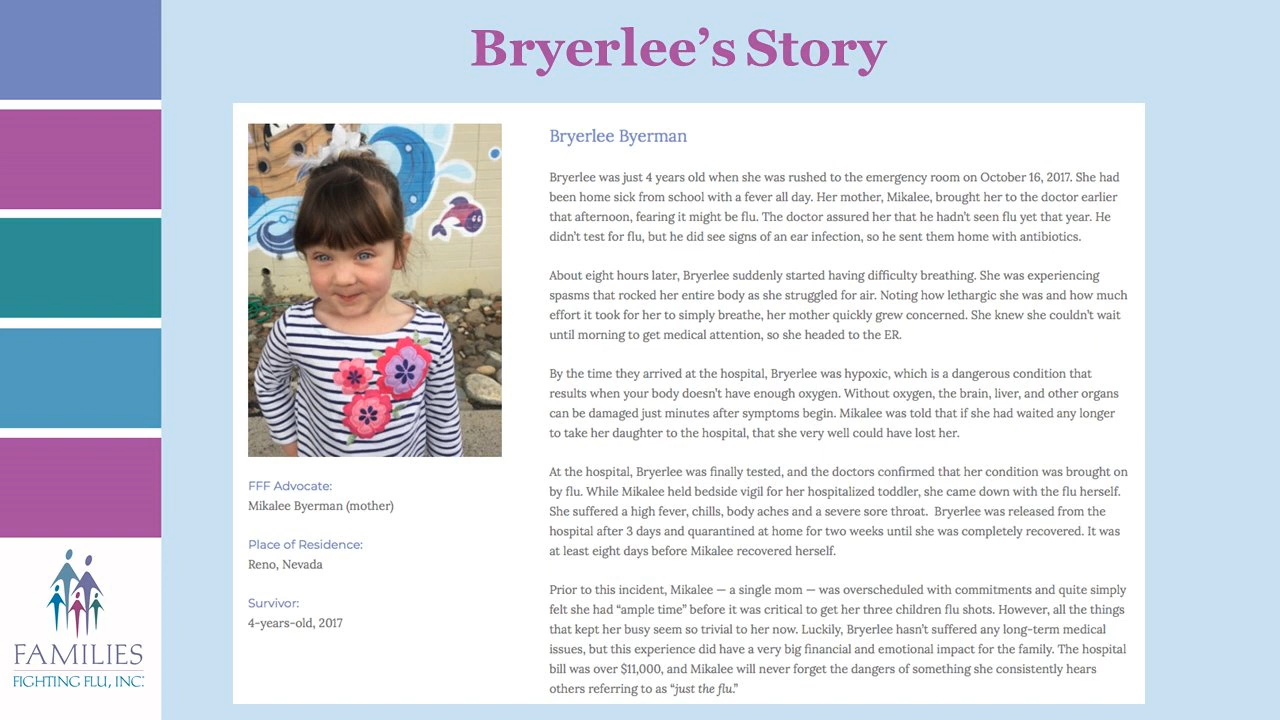 Bryerlee’s Story
Bryerlee Byerman
Bryerlee was just 4 years old when she was rushed to the emergency room on October 16, 2017. She had
been home sick from school with a fever all day. Her mother, Mikalee, brought her to the doctor earlier
that afternoon, fearing it might be flu. The doctor assured her that he hadn’t seen flu yet that year. He
didn’t test for flu, but he did see signs of an ear infection, so he sent them home with antibiotics.
About eight hours later, Bryerlee suddenly started having difficulty breathing. She was experiencing
spasms that rocked her entire body as she struggled for air. Noting how lethargic she was and how much
effort it took for her to simply breathe, her mother quickly grew concerned. She knew she couldn’t wait
until morning to get medical attention, so she headed to the ER.
By the time they arrived at the hospital, Bryerlee was hypoxic, which is a dangerous condition that
results when your body doesn’t have enough oxygen. Without oxygen, the brain, liver, and other organs
can be damaged just minutes after symptoms begin. Mikalee was told that if she had waited any longer
to take her daughter to the hospital, that she very well could have lost her.
At the hospital, Bryerlee was finally tested, and the doctors confirmed that her condition was brought on
by flu. While Mikalee held bedside vigil for her hospitalized toddler, she came down with the flu herself.
She suffered a high fever, chills, body aches and a severe sore throat.  Bryerlee was released from the
hospital after 3 days and quarantined at home for two weeks until she was completely recovered. It was
at least eight days before Mikalee recovered herself.
Prior to this incident, Mikalee — a single mom — was overscheduled with commitments and quite simply
felt she had “ample time” before it was critical to get her three children flu shots. However, all the things
that kept her busy seem so trivial to her now. Luckily, Bryerlee hasn’t suffered any long-term medical
issues, but this experience did have a very big financial and emotional impact for the family. The hospital
bill was over $11,000, and Mikalee will never forget the dangers of something she consistently hears
others referring to as “just the flu.”
FFF Advocate:
Mikalee Byerman (mother)
Place of Residence:
Reno, Nevada
Survivor:
4-years-old, 2017
FAMILIES
FIGHTING FLU, INC.